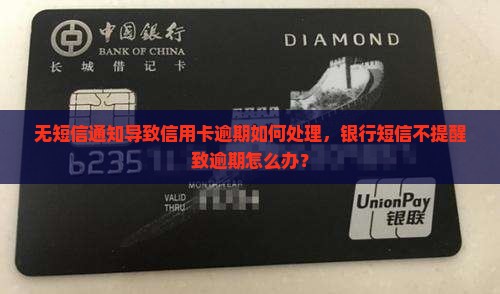 中国银行
BANK OF CHINA
DIAMOND
长城借记卡
无短信通知导致信用卡逾期如何处理，银行短信不提醒
致逾期怎么办？
6235
MONTH/YEAR
VALID
THRU
UnionPay
银联